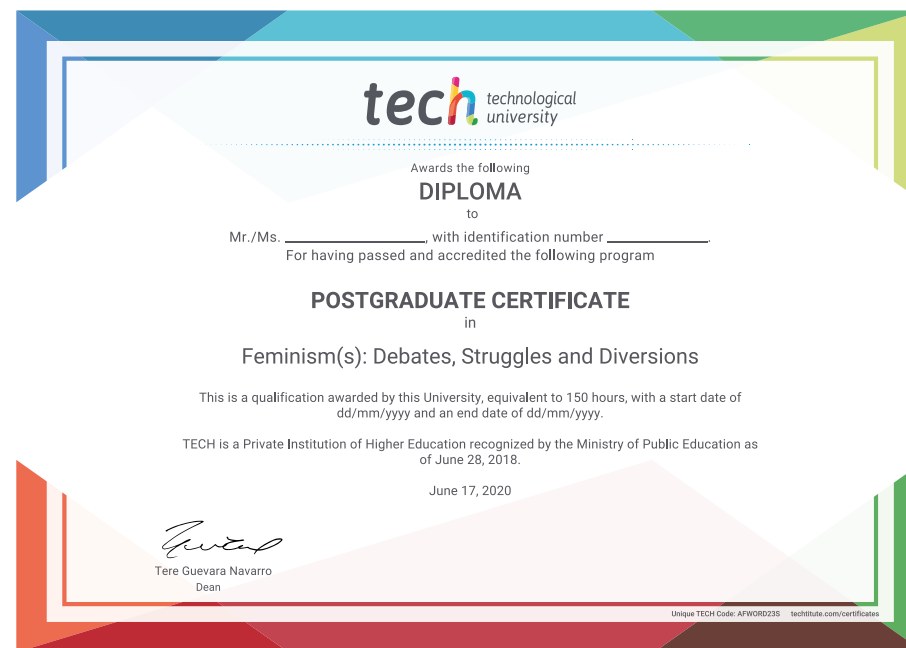 tech technological
university
Awards the following
DIPLOMA
to
Mr./Ms. ____________________, with identification number ______________.
For having passed and accredited the following program
POSTGRADUATE CERTIFICATE
in
Feminism(s): Debates, Struggles and Diversions
This is a qualification awarded by this University, equivalent to 150 hours, with a start date of
dd/mm/yyyy and an end date of dd/mm/yyyy.
TECH is a Private Institution of Higher Education recognized by the Ministry of Public Education as
of June 28, 2018.
June 17, 2020
Tere Guevara Navarro
Dean
Unique TECH Code: AFWORD23S techtitute.com/certificates